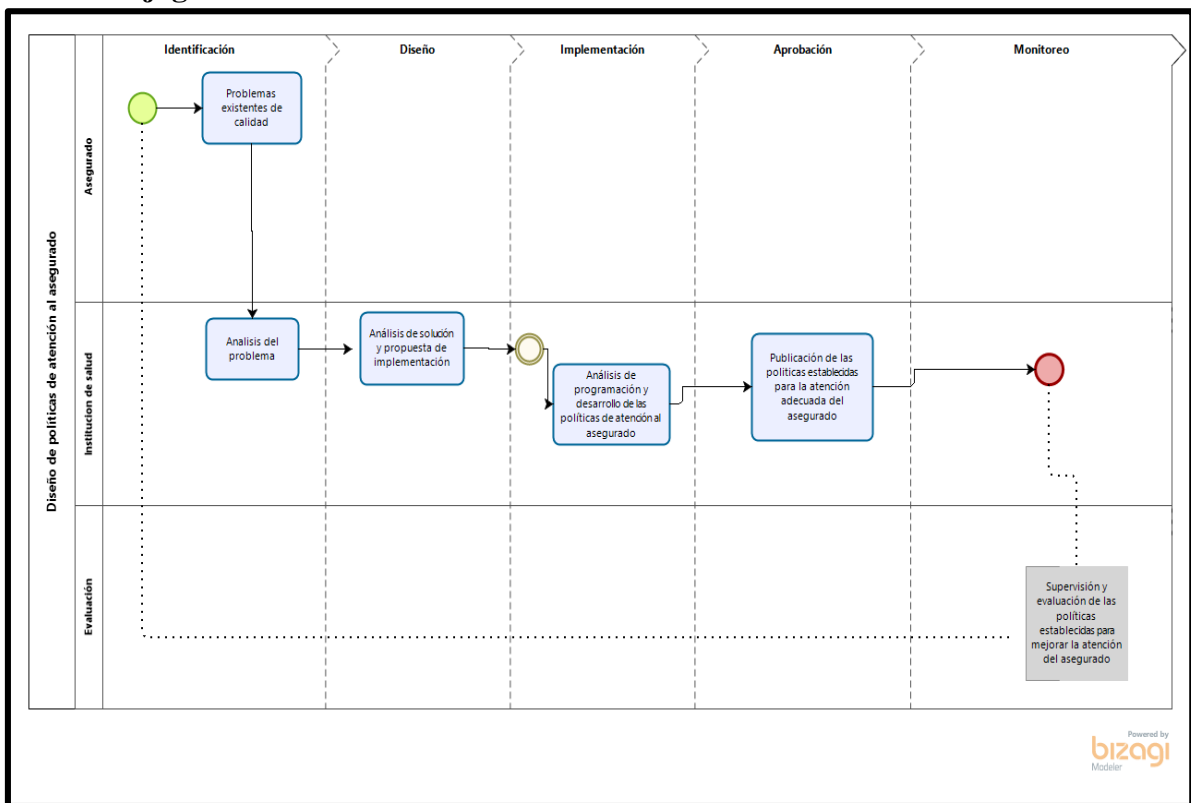 Identificación
Diseño
Implementación
Aprobación
Monitoreo
Diseño de políticas de atención al asegurado
Asegurado
Problemas
existentes de
calidad
Institucion de salud
Analisis del
problema
Análisis de solución
y propuesta de
implementación
Análisis de
programación y
desarrollo de las
políticas de atención al
asegurado
Publicación de las
políticas establecidas
para la atención
adecuada del
asegurado
Evaluación
Supervisión y
evaluación de las
políticas
establecidas para
mejorar la atención
del asegurado
Powered by
bizagi
Modeler